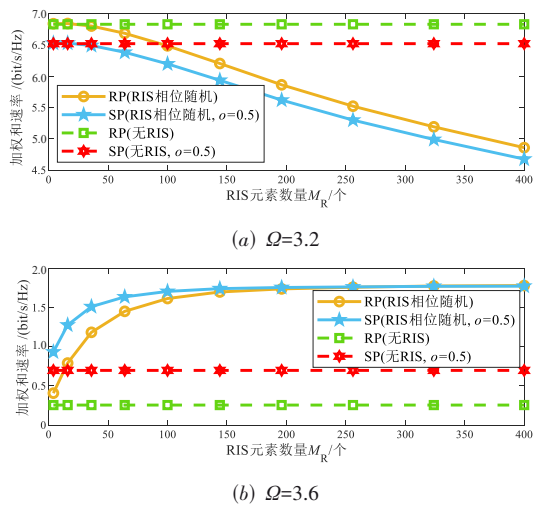 7.0
6.5
6.0
5.5
5.0
4.5
加权和速率 /(bit/s/Hz)
RP(RIS相位随机)
SP(RIS相位随机, o=0.5)
RP(无RIS)
SP(无RIS, o=0.5)
0 50 100 150 200 250 300 350 400
RIS元素数量M_R/个
(a) Ω=3.2
2.0
1.5
1.0
0.5
0
加权和速率 /(bit/s/Hz)
RP(RIS相位随机)
SP(RIS相位随机, o=0.5)
RP(无RIS)
SP(无RIS, o=0.5)
0 50 100 150 200 250 300 350 400
RIS元素数量M_R/个
(b) Ω=3.6